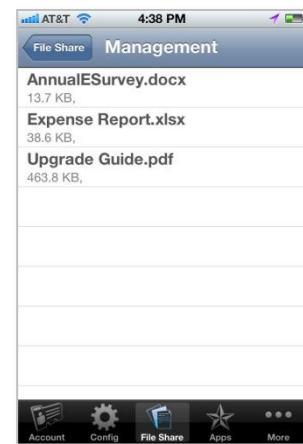 AT&T 4:38 PM
File Share Management
AnnualESurvey.docx
13.7 KB,
Expense Report.xlsx
38.6 KB,
Upgrade Guide.pdf
463.8 KB,
Account Config File Share Apps More